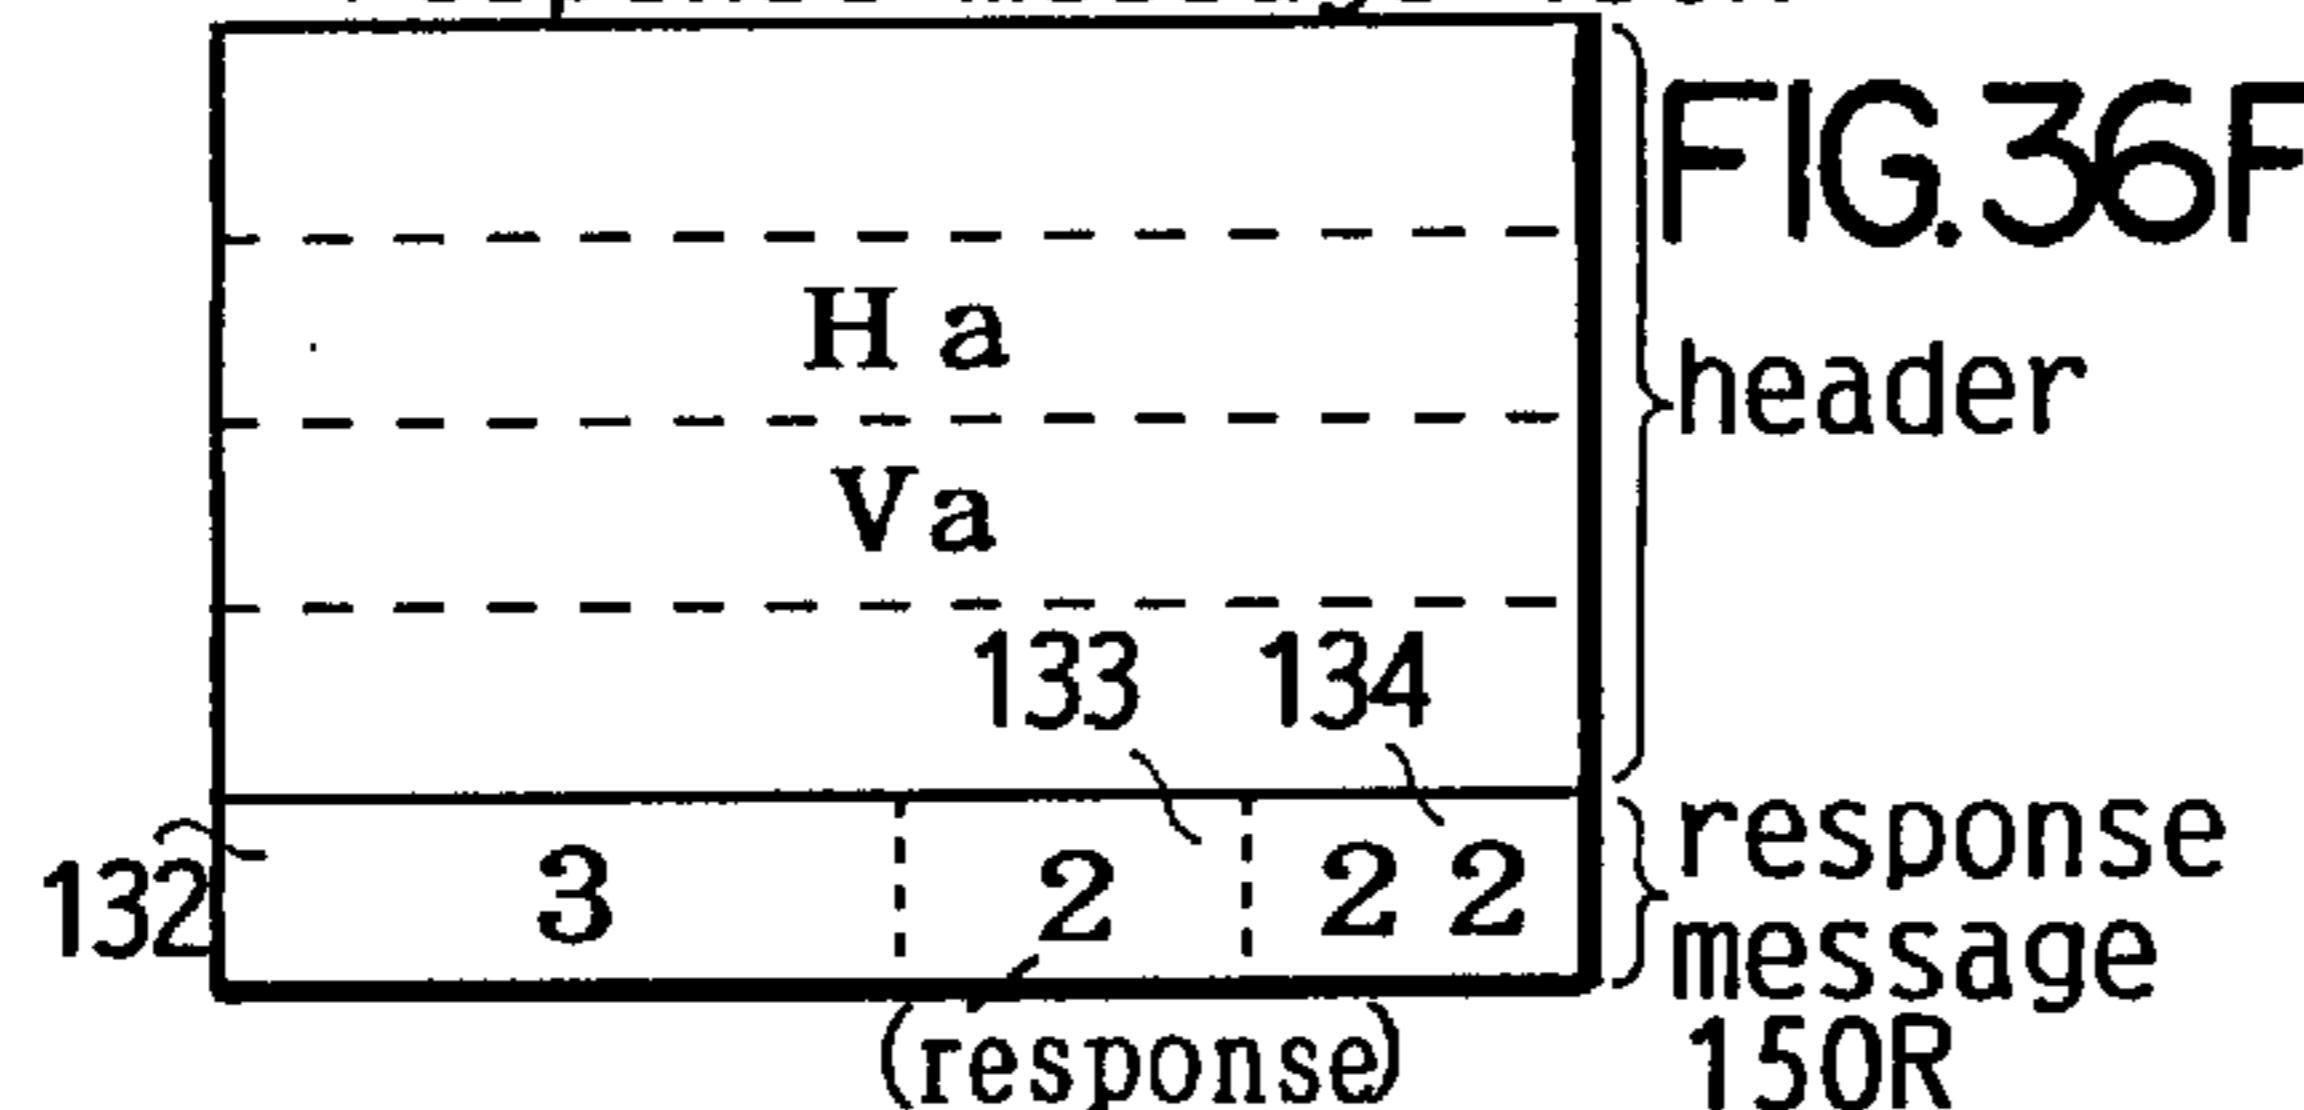 FIG.36F
Ha
header
Va
133 134
132 3 2 22
response
message
150R
(response)